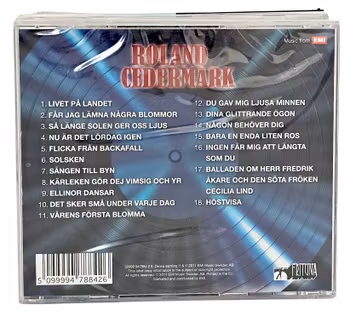 Music from EMI
ROLAND
CEDERMARK
1. LIVET PÅ LANDET
2. FÅR JAG LÄMNA NÅGRA BLOMMOR
3. SÅ LÄNGE SOLEN GER OSS LJUS
4. NU ÄR DET LÖRDAG IGEN
5. FLICKA FRÅN BACKAFALL
6. SOLSKEN
7. SÅNGEN TILL BYN
8. KÄRLEKEN GÖR DEJ VIMSIG OCH YR
9. ELLINOR DANSAR
10. DET SKER SMÅ UNDER VARJE DAG
11. VÅRENS FÖRSTA BLOMMA
12. DU GAV MIG LJUSA MINNEN
13. DINA GLITTRANDE ÖGON
14. NÅGON BEHÖVER DIG
15. BARA EN ENDA LITEN ROS
16. INGEN FÅR MIG ATT LÄNGTA
SOM DU
17. BALLADEN OM HERR FREDRIK
ÅKARE OCH DEN SÖTA FRÖKEN
CECILIA LIND
18. HÖSTVISA
5 099994 788426
FRITUNA